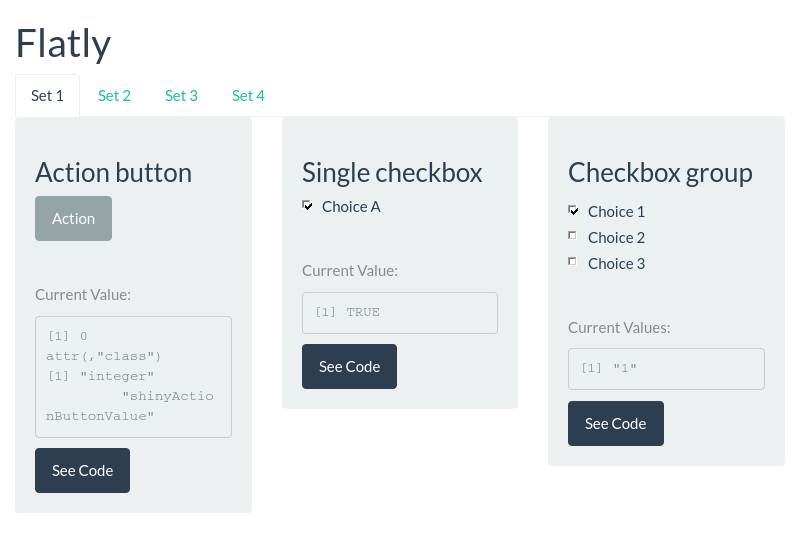 Flatly
Set 1
Set 2
Set 3
Set 4
Action button
Action
Current Value:
[1] 0
attr(,"class")
[1] "integer"
"shinyActio
nButtonValue"
See Code
Single checkbox
Choice A
Current Value:
[1] TRUE
See Code
Checkbox group
Choice 1
Choice 2
Choice 3
Current Values:
[1] "1"
See Code